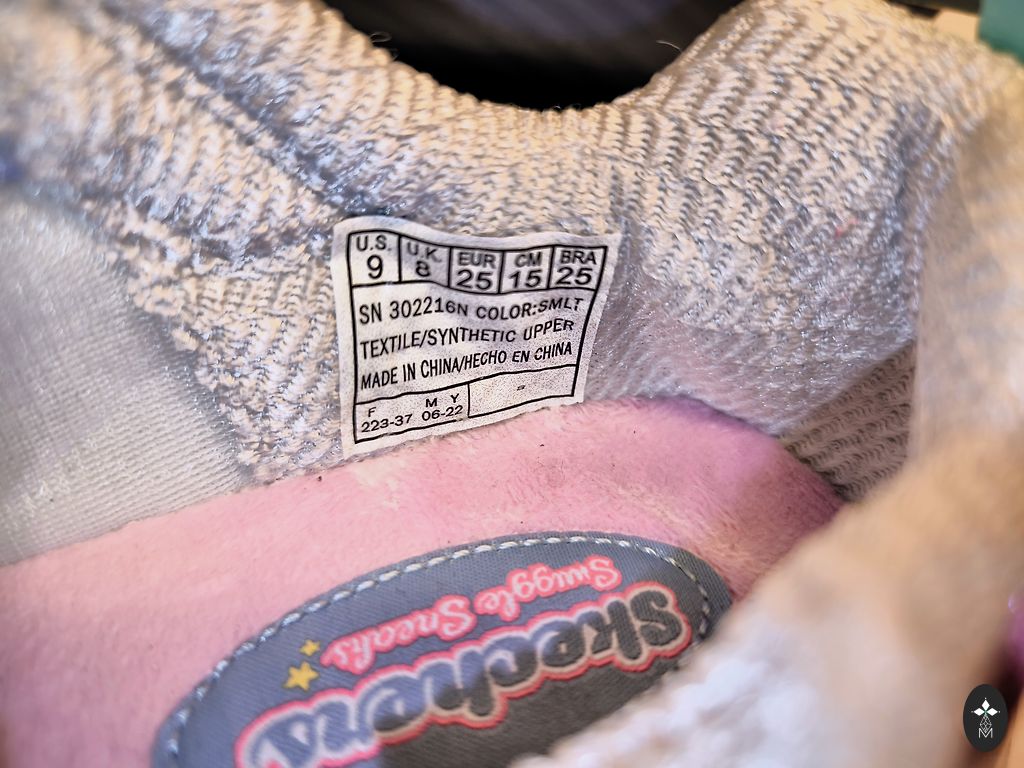 U.S. U.K. EUR CM BRA
9 8 25 15 25
SN 302216N COLOR:SMLT
TEXTILE/SYNTHETIC UPPER
MADE IN CHINA/HECHO EN CHINA
F M Y
223-37 06-22
Skechers
Snuggle Sneaks
M